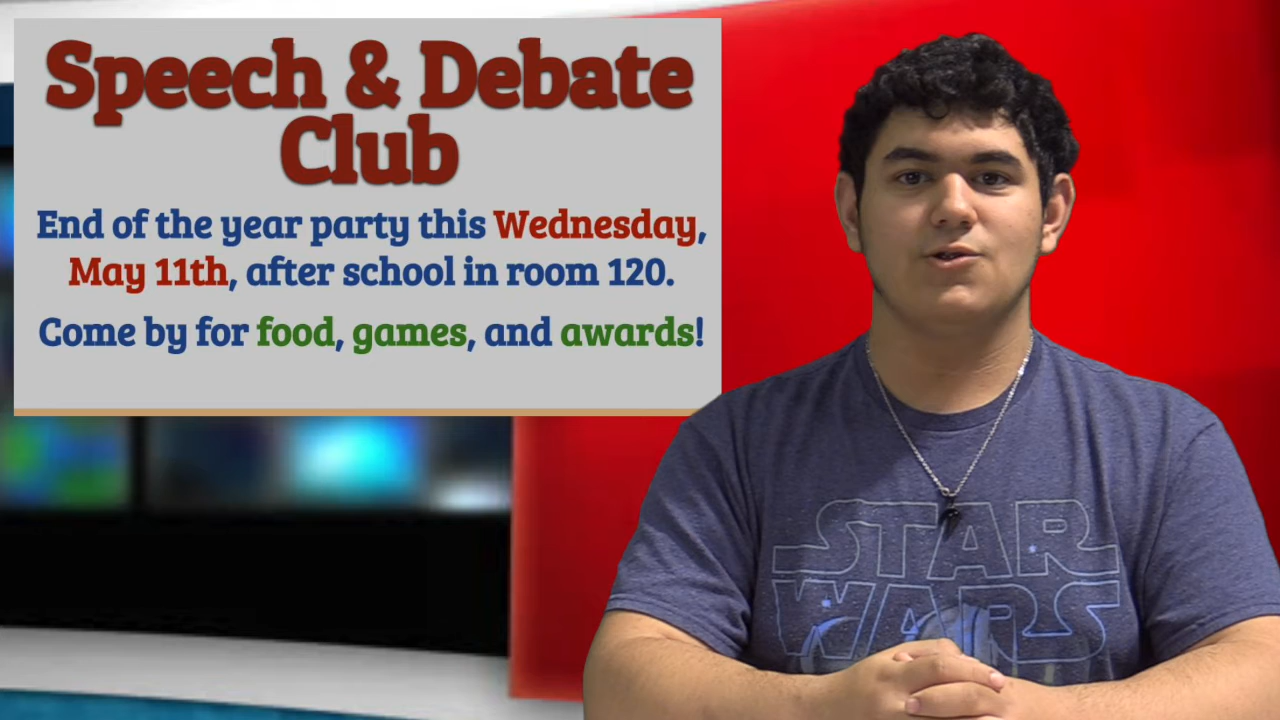 Speech & Debate
Club
End of the year party this Wednesday,
May 11th, after school in room 120.
Come by for food, games, and awards!
STAR
WARS